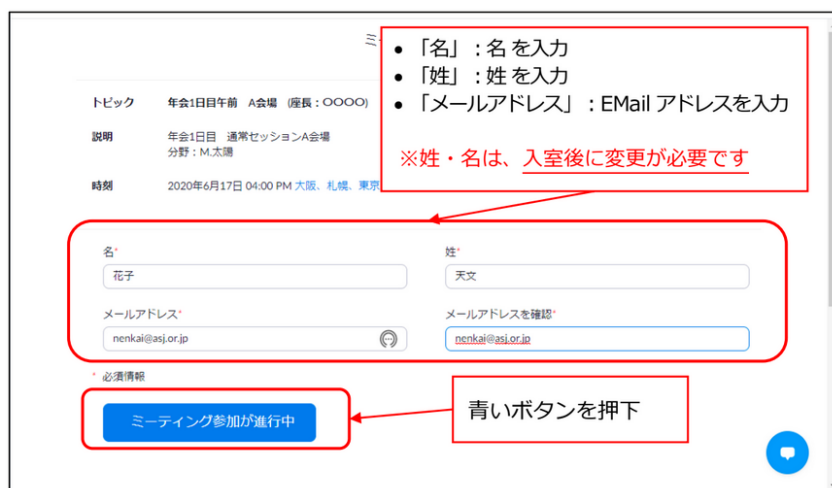 ミー
• 「名」：名 を入力
• 「姓」：姓 を入力
• 「メールアドレス」：EMail アドレスを入力
※姓・名は、入室後に変更が必要です
トピック 年会1日目午前 A会場 (座長：〇〇〇〇)
説明 年会1日目 通常セッションA会場
分野：M.太陽
時刻 2020年6月17日 04:00 PM 大阪、札幌、東京
名* 姓*
花子 天文
メールアドレス* メールアドレスを確認*
nenkai@asj.or.jp nenkai@asj.or.jp
* 必須情報
ミーティング参加が進行中
青いボタンを押下